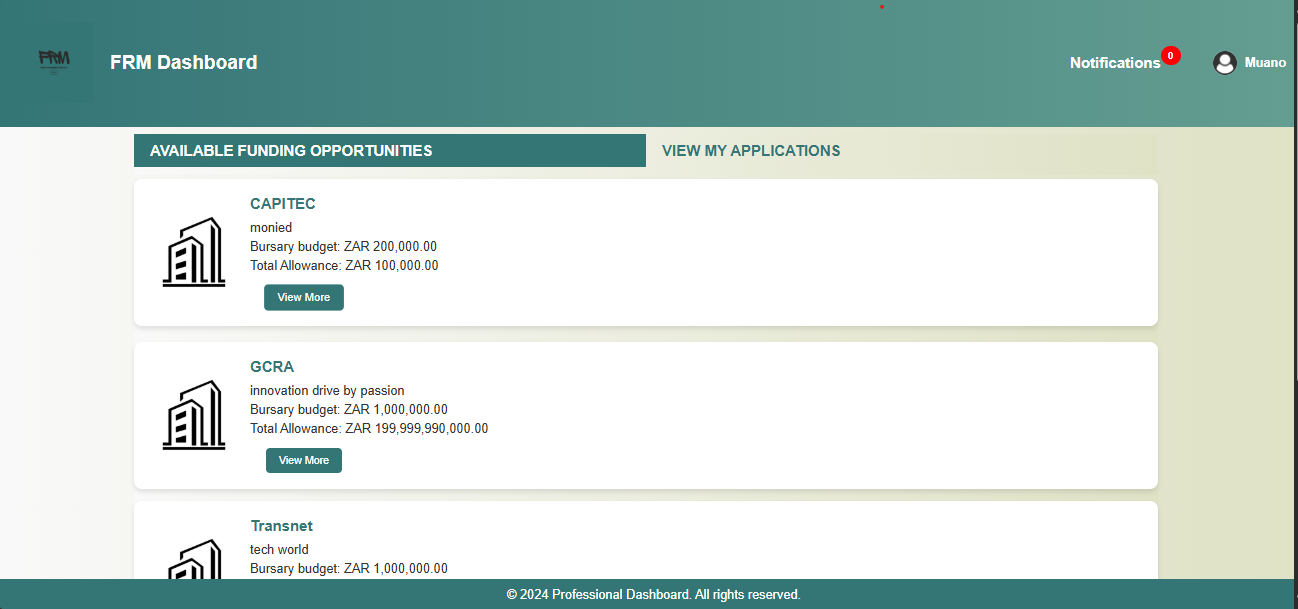 FRM
FRM Dashboard
Notifications 0
Muano
AVAILABLE FUNDING OPPORTUNITIES
VIEW MY APPLICATIONS
CAPITEC
monied
Bursary budget: ZAR 200,000.00
Total Allowance: ZAR 100,000.00
View More
GCRA
innovation drive by passion
Bursary budget: ZAR 1,000,000.00
Total Allowance: ZAR 199,999,990,000.00
View More
Transnet
tech world
Bursary budget: ZAR 1,000,000.00
© 2024 Professional Dashboard. All rights reserved.